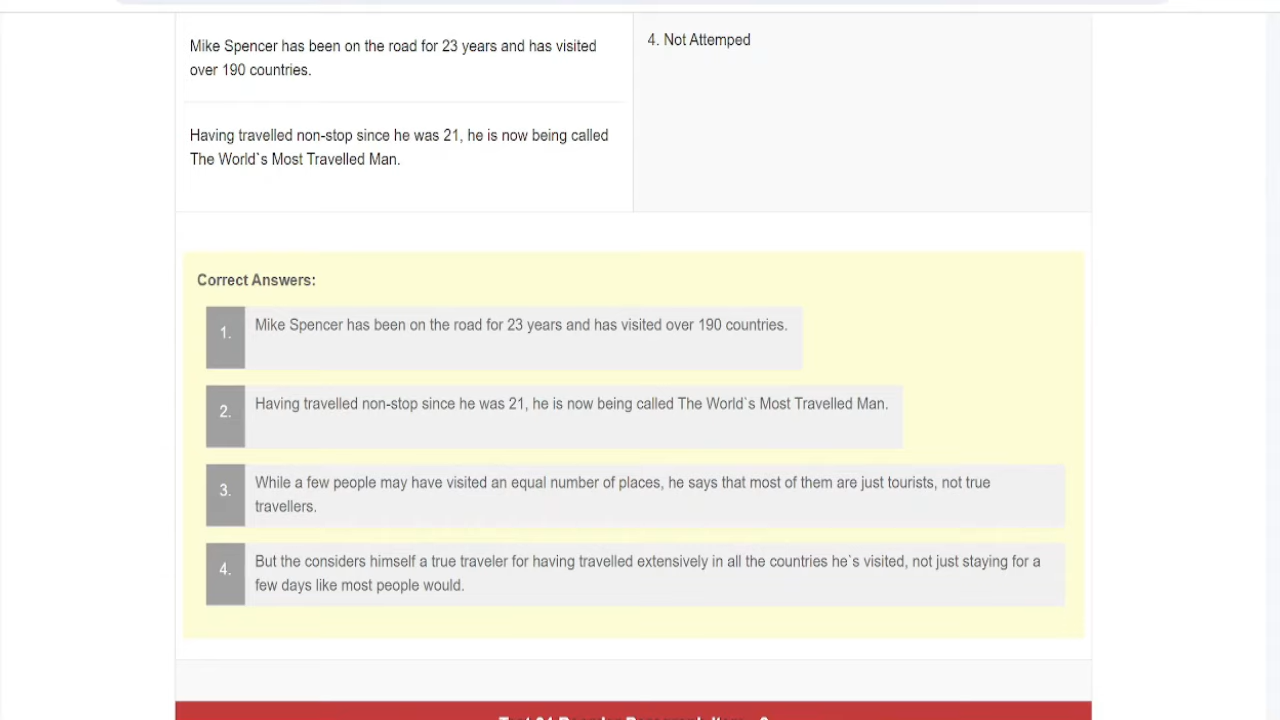 Mike Spencer has been on the road for 23 years and has visited
over 190 countries.
Having travelled non-stop since he was 21, he is now being called
The World`s Most Travelled Man.
4. Not Attemped
Correct Answers:
1.
Mike Spencer has been on the road for 23 years and has visited over 190 countries.
2.
Having travelled non-stop since he was 21, he is now being called The World`s Most Travelled Man.
3.
While a few people may have visited an equal number of places, he says that most of them are just tourists, not true
travellers.
4.
But the considers himself a true traveler for having travelled extensively in all the countries he`s visited, not just staying for a
few days like most people would.